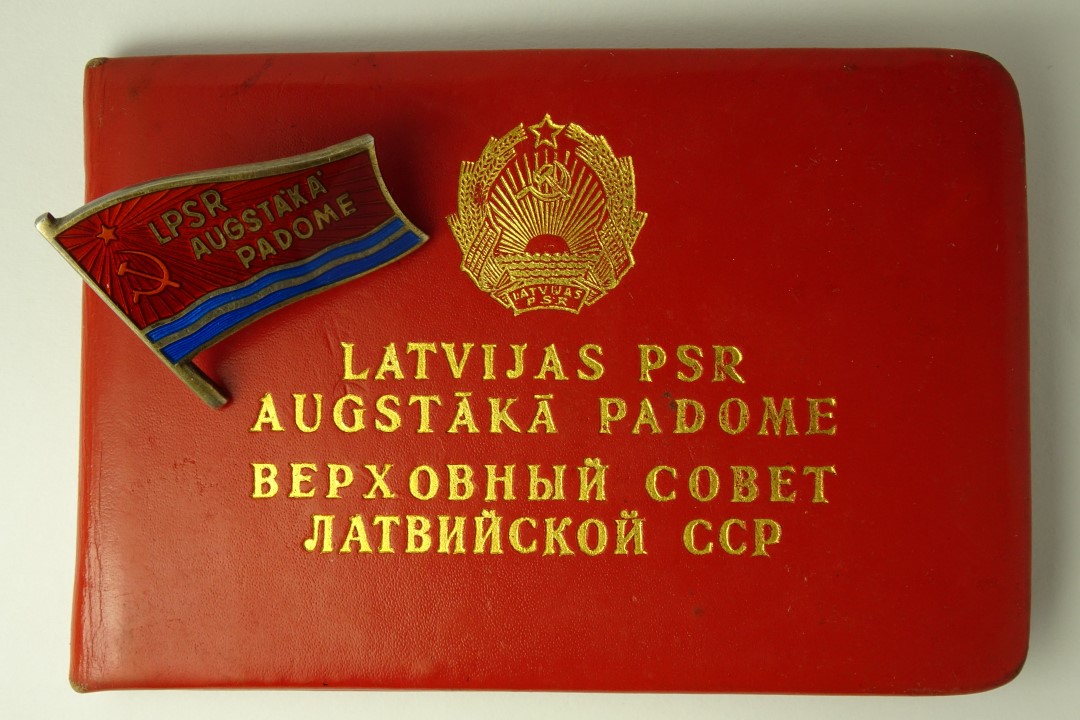 LPSR
AUGSTĀKĀ
PADOME
LATVIJAS
PSR
LATVIJAS PSR
AUGSTĀKĀ PADOME
ВЕРХОВНЫЙ СОВЕТ
ЛАТВИЙСКОЙ ССР